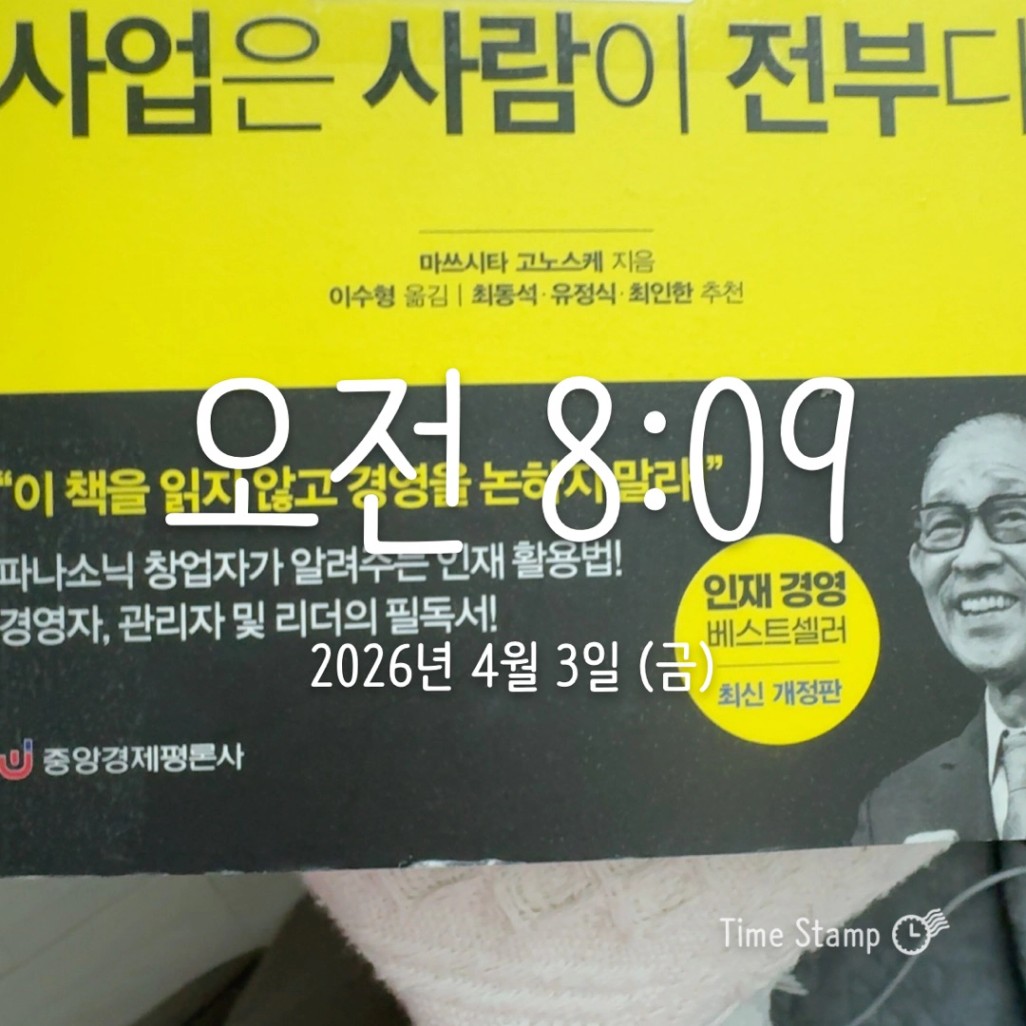 사업은 사람이 전부다
마쓰시타 고노스케 지음
이수형 옮김 | 최동석·유정식·최인한 추천
오전 8:09
“이 책을 읽지 않고 경영을 논하지 말라”
파나소닉 창업자가 알려주는 인재 활용법!
경영자, 관리자 및 리더의 필독서!
인재 경영
베스트셀러
최신 개정판
2026년 4월 3일 (금)
중앙경제평론사
Time Stamp